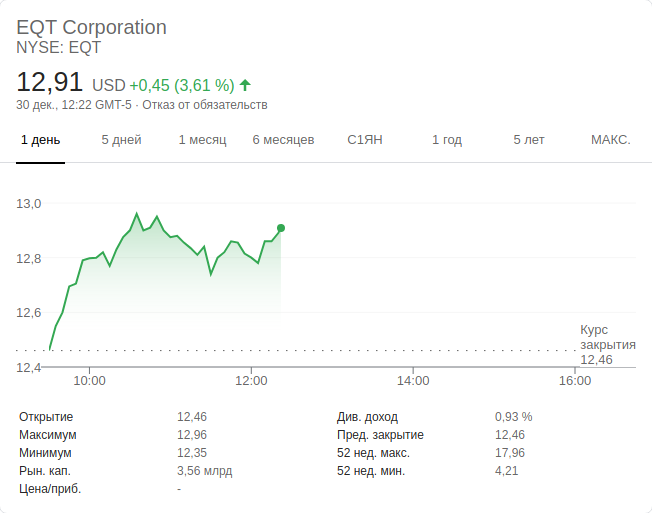 EQT Corporation
NYSE: EQT
12,91 USD +0,45 (3,61 %)
30 дек., 12:22 GMT-5 · Отказ от обязательств
1 день 5 дней 1 месяц 6 месяцев С1ЯН 1 год 5 лет МАКС.
13,0
12,8
12,6
Курс
закрытия
12,46
12,4
10:00 12:00 14:00 16:00
Открытие 12,46 Див. доход 0,93 %
Максимум 12,96 Пред. закрытие 12,46
Минимум 12,35 52 нед. макс. 17,96
Рын. кап. 3,56 млрд 52 нед. мин. 4,21
Цена/приб. -